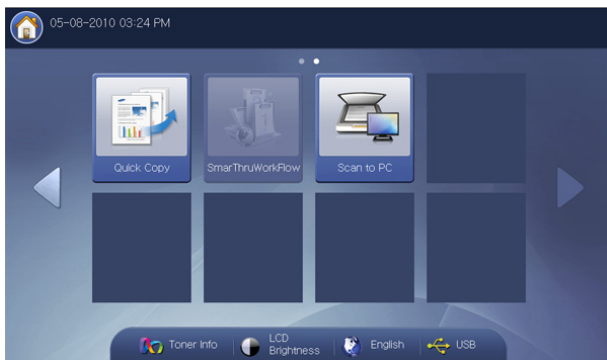 05-08-2010 03:24 PM
Quick Copy
SmarThruWorkFlow
Scan to PC
Toner Info
LCD
Brightness
English
USB